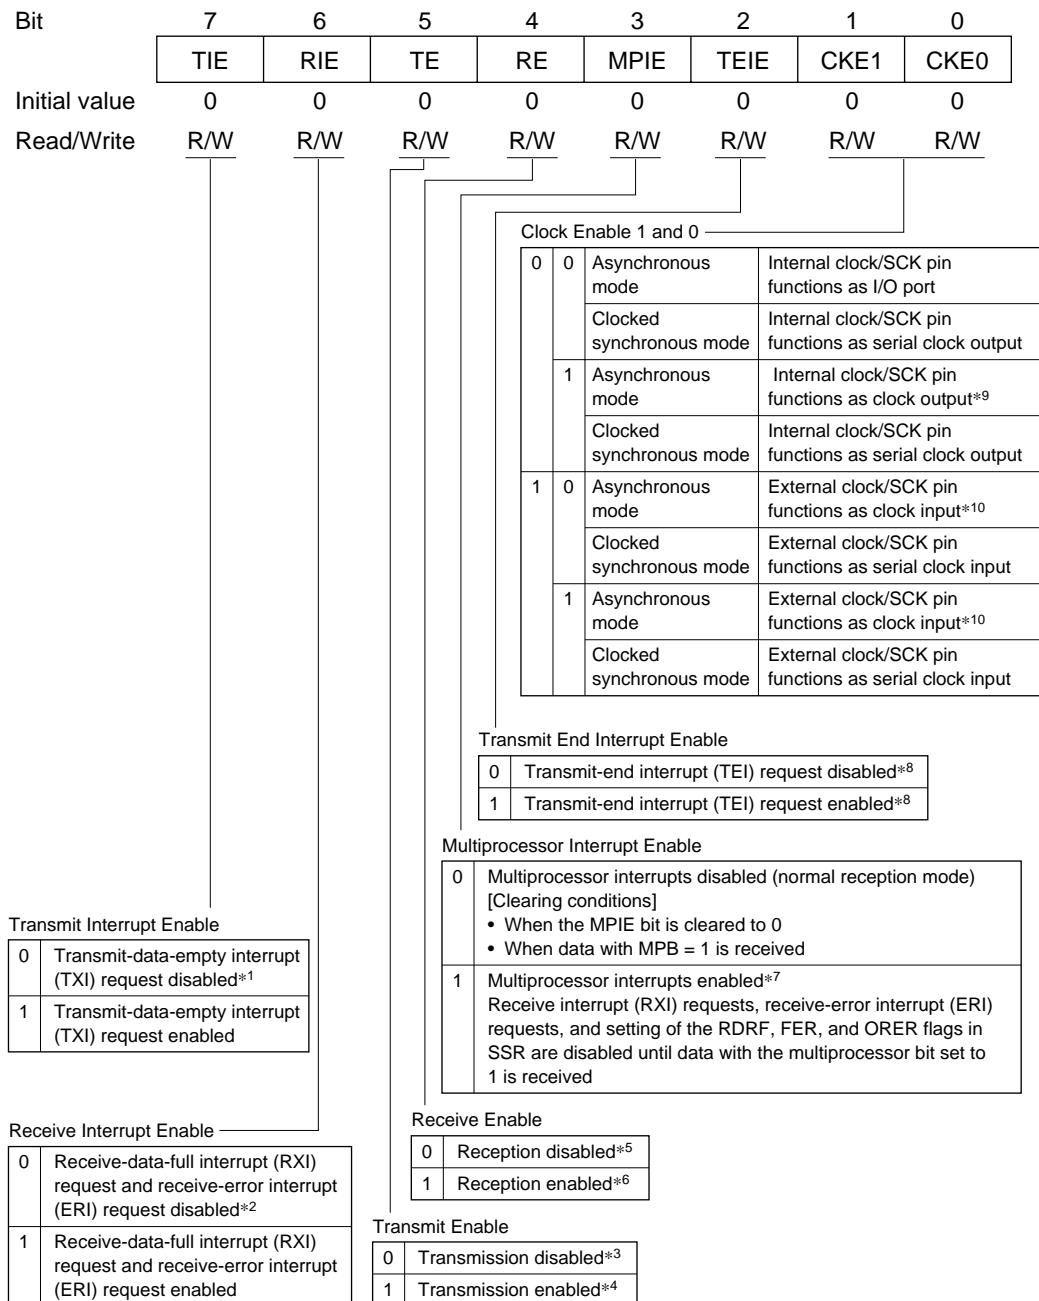 Bit 7 6 5 4 3 2 1 0
TIE RIE TE RE MPIE TEIE CKE1 CKE0
Initial value 0 0 0 0 0 0 0 0
Read/Write R/W R/W R/W R/W R/W R/W R/W R/W
Clock Enable 1 and 0
0 0 Asynchronous mode Internal clock/SCK pin functions as I/O port
Clocked synchronous mode Internal clock/SCK pin functions as serial clock output
1 Asynchronous mode Internal clock/SCK pin functions as clock output*9
Clocked synchronous mode Internal clock/SCK pin functions as serial clock output
1 0 Asynchronous mode External clock/SCK pin functions as clock input*10
Clocked synchronous mode External clock/SCK pin functions as serial clock input
1 Asynchronous mode External clock/SCK pin functions as clock input*10
Clocked synchronous mode External clock/SCK pin functions as serial clock input
Transmit End Interrupt Enable
0 Transmit-end interrupt (TEI) request disabled*8
1 Transmit-end interrupt (TEI) request enabled*8
Multiprocessor Interrupt Enable
0 Multiprocessor interrupts disabled (normal reception mode)
[Clearing conditions]
• When the MPIE bit is cleared to 0
• When data with MPB = 1 is received
1 Multiprocessor interrupts enabled*7
Receive interrupt (RXI) requests, receive-error interrupt (ERI)
requests, and setting of the RDRF, FER, and ORER flags in
SSR are disabled until data with the multiprocessor bit set to
1 is received
Transmit Interrupt Enable
0 Transmit-data-empty interrupt
(TXI) request disabled*1
1 Transmit-data-empty interrupt
(TXI) request enabled
Receive Enable
0 Reception disabled*5
1 Reception enabled*6
Receive Interrupt Enable
0 Receive-data-full interrupt (RXI)
request and receive-error interrupt
(ERI) request disabled*2
1 Receive-data-full interrupt (RXI)
request and receive-error interrupt
(ERI) request enabled
Transmit Enable
0 Transmission disabled*3
1 Transmission enabled*4